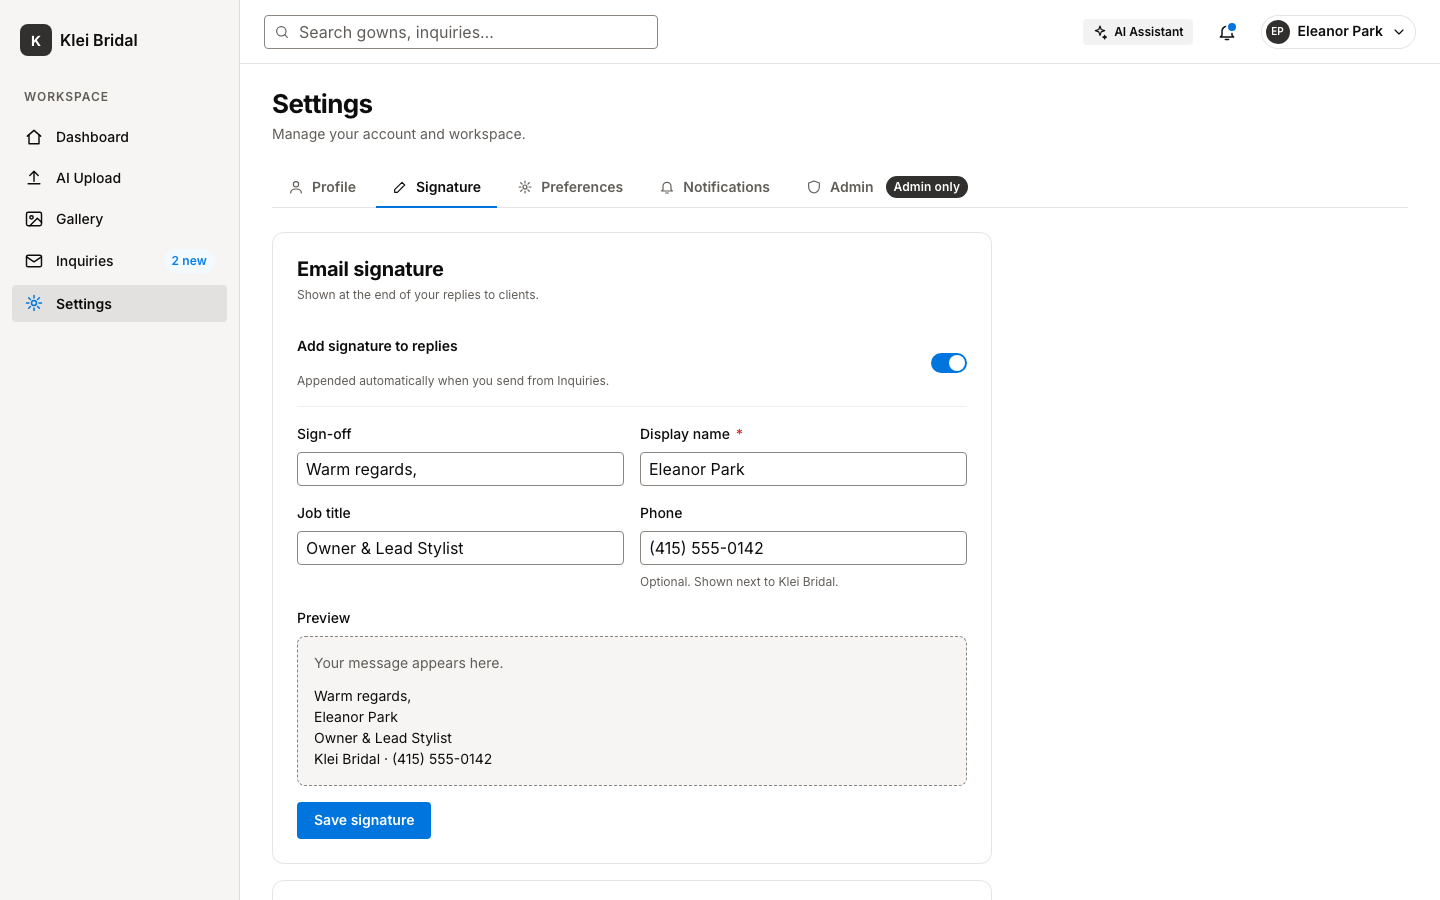 K
Klei Bridal
Search gowns, inquiries...
AI Assistant
EP
Eleanor Park
WORKSPACE
Dashboard
AI Upload
Gallery
Inquiries
2 new
Settings
Settings
Manage your account and workspace.
Profile
Signature
Preferences
Notifications
Admin
Admin only
Email signature
Shown at the end of your replies to clients.
Add signature to replies
Appended automatically when you send from Inquiries.
Sign-off
Display name *
Warm regards,
Eleanor Park
Job title
Phone
Owner & Lead Stylist
(415) 555-0142
Optional. Shown next to Klei Bridal.
Preview
Your message appears here.
Warm regards,
Eleanor Park
Owner & Lead Stylist
Klei Bridal · (415) 555-0142
Save signature